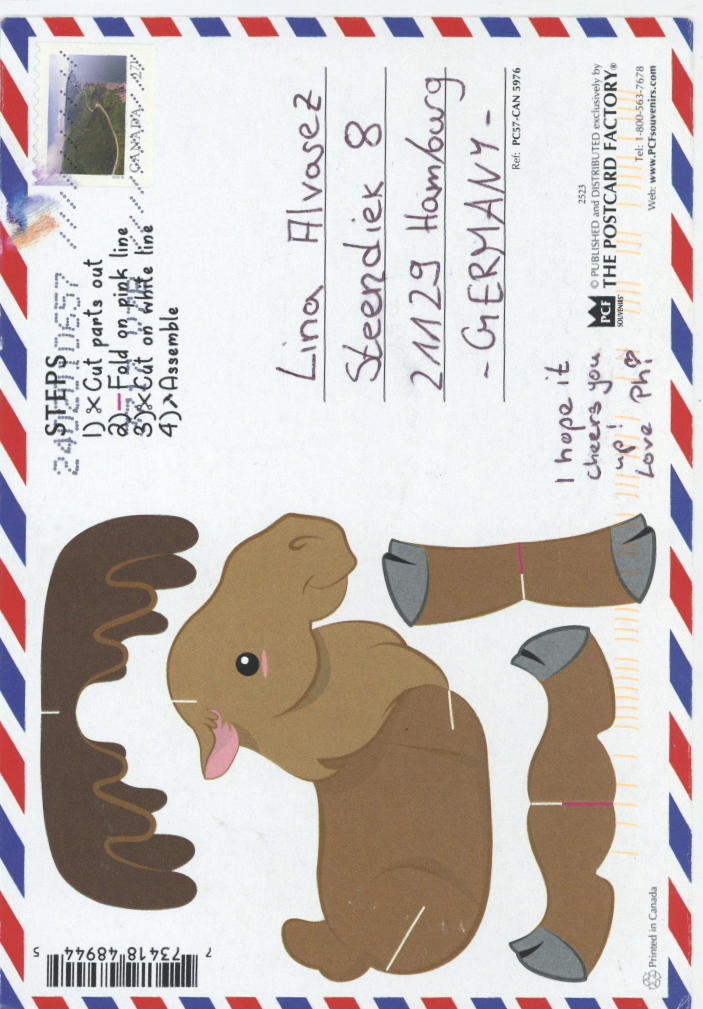 CANADA
STEPS
1) Cut parts out
2) Fold on pink line
3) Cut on white line
4) Assemble
Lina Alvasez
Steendiek 8
21129 Hamburg
- GERMANY -
Ref: PC57-CAN 5976
I hope it
cheers you
up!
Love Phi
2523
© PUBLISHED and DISTRIBUTED exclusively by
PCF SOUVENIRS™
THE POSTCARD FACTORY®
Tel: 1-800-563-7678
Web: www.PCFsouvenirs.com
7 73418 48944 5
Printed in Canada